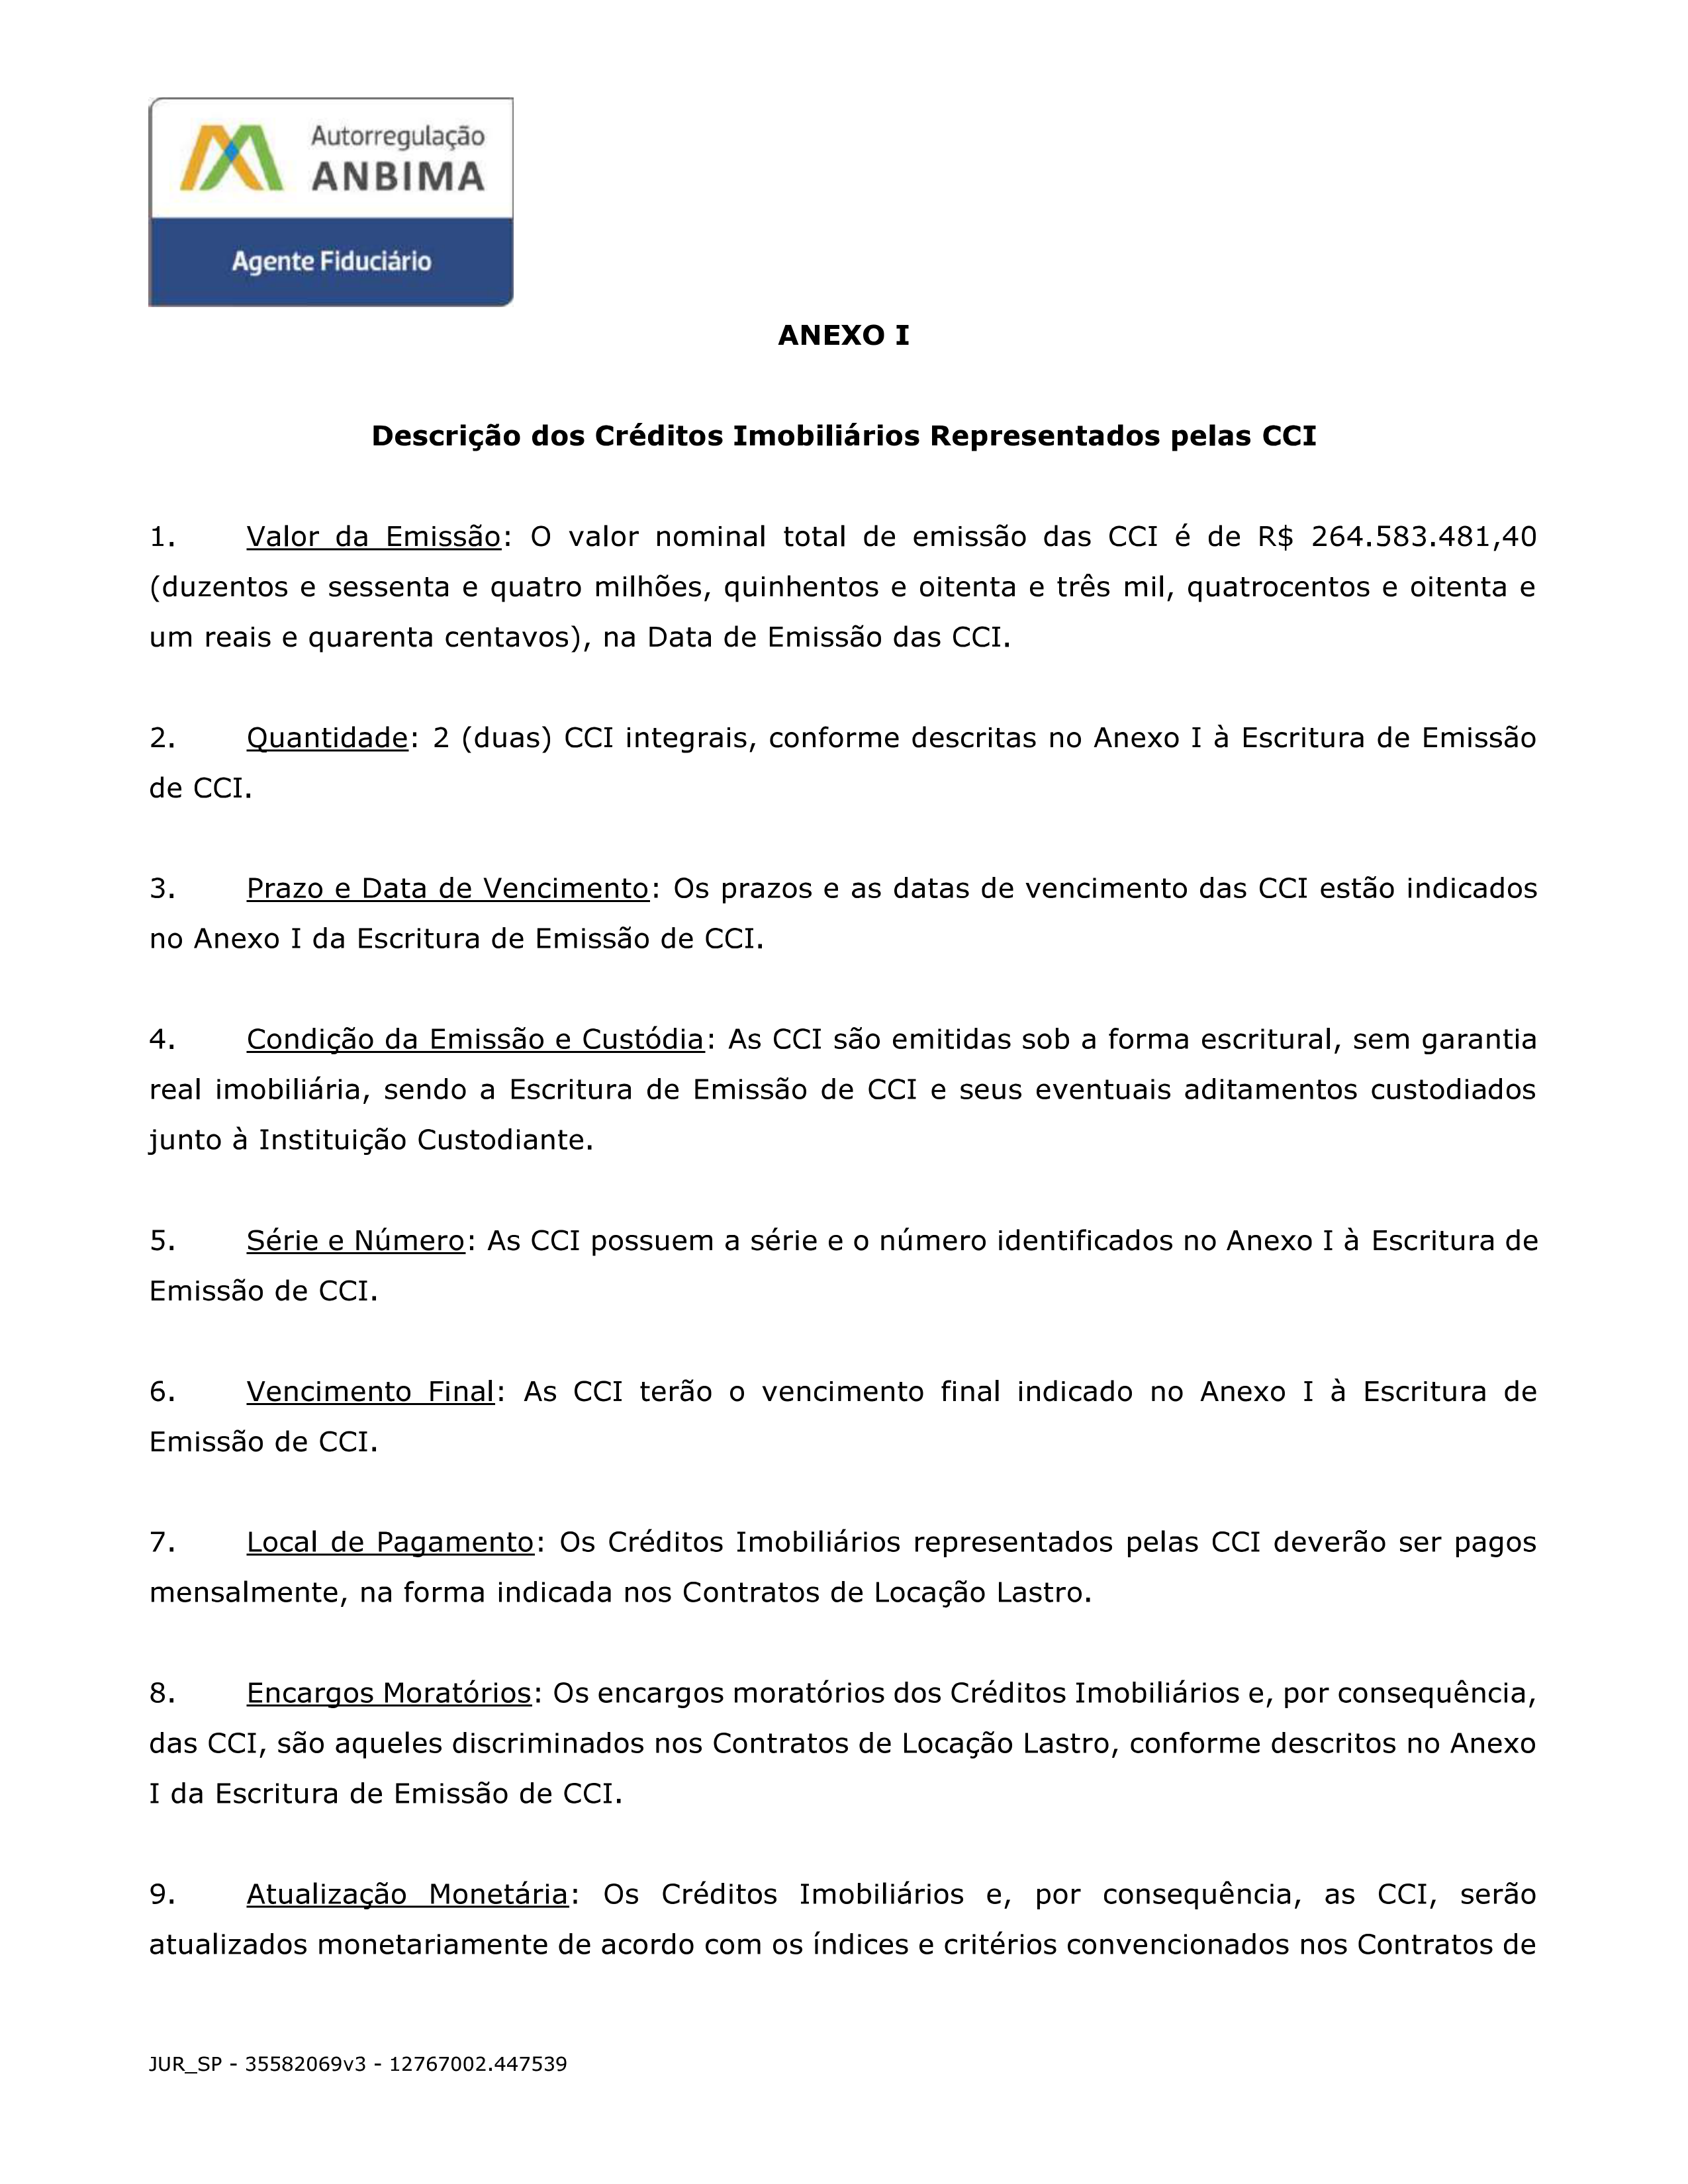 Autorregulação
ANBIMA
Agente Fiduciário
ANEXO I
Descrição dos Créditos Imobiliários Representados pelas CCI
1. Valor da Emissão: O valor nominal total de emissão das CCI é de R$ 264.583.481,40
(duzentos e sessenta e quatro milhões, quinhentos e oitenta e três mil, quatrocentos e oitenta e
um reais e quarenta centavos), na Data de Emissão das CCI.
2. Quantidade: 2 (duas) CCI integrais, conforme descritas no Anexo I à Escritura de Emissão
de CCI.
3. Prazo e Data de Vencimento: Os prazos e as datas de vencimento das CCI estão indicados
no Anexo I da Escritura de Emissão de CCI.
4. Condição da Emissão e Custódia: As CCI são emitidas sob a forma escritural, sem garantia
real imobiliária, sendo a Escritura de Emissão de CCI e seus eventuais aditamentos custodiados
junto à Instituição Custodiante.
5. Série e Número: As CCI possuem a série e o número identificados no Anexo I à Escritura de
Emissão de CCI.
6. Vencimento Final: As CCI terão o vencimento final indicado no Anexo I à Escritura de
Emissão de CCI.
7. Local de Pagamento: Os Créditos Imobiliários representados pelas CCI deverão ser pagos
mensalmente, na forma indicada nos Contratos de Locação Lastro.
8. Encargos Moratórios: Os encargos moratórios dos Créditos Imobiliários e, por consequência,
das CCI, são aqueles discriminados nos Contratos de Locação Lastro, conforme descritos no Anexo
I da Escritura de Emissão de CCI.
9. Atualização Monetária: Os Créditos Imobiliários e, por consequência, as CCI, serão
atualizados monetariamente de acordo com os índices e critérios convencionados nos Contratos de
JUR_SP - 35582069v3 - 12767002.447539